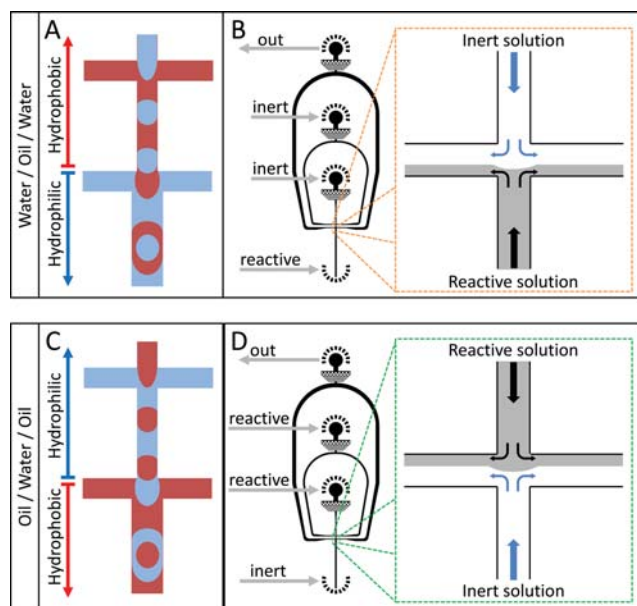 A
B
Water / Oil / Water
Hydrophobic
Hydrophilic
out
inert
inert
reactive
Inert solution
Reactive solution
C
D
Oil / Water / Oil
Hydrophilic
Hydrophobic
out
reactive
reactive
inert
Reactive solution
Inert solution